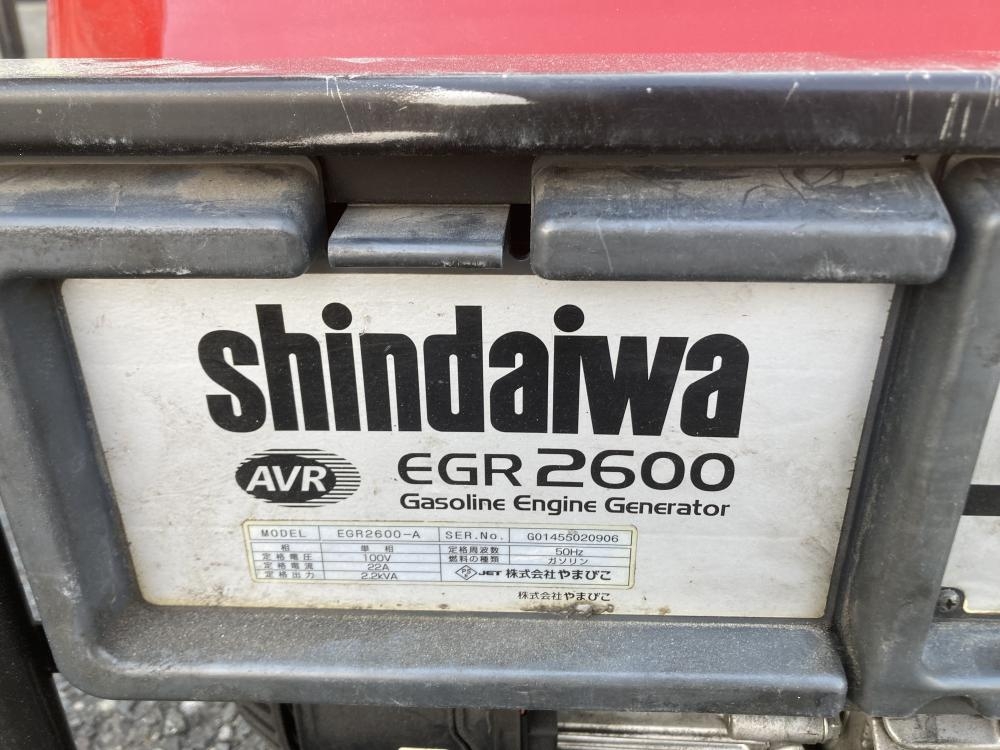 shindaiwa
AVR EGR 2600
Gasoline Engine Generator
MODEL EGR2600-A SER.No. G01455020906
相 単相 定格周波数 50Hz
定格電圧 100V 燃料の種類 ガソリン
定格電流 22A
定格出力 2.2kVA JET 株式会社やまびこ
株式会社やまびこ